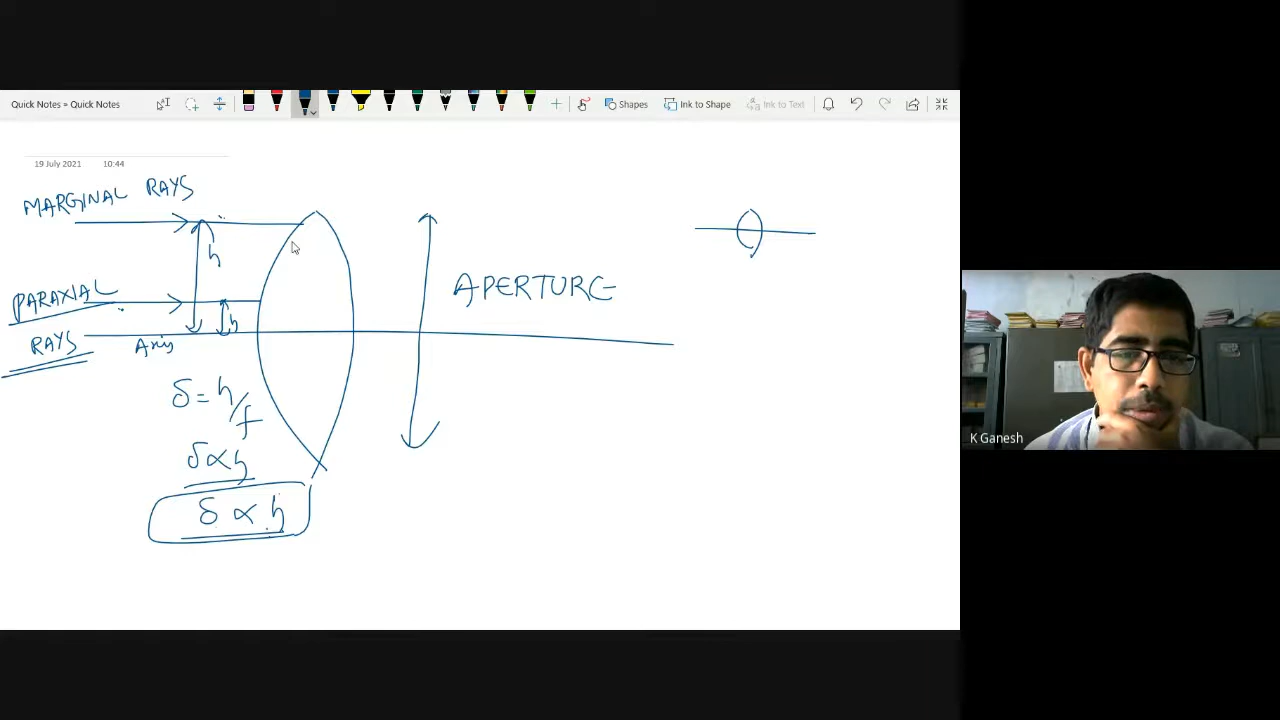 Quick Notes » Quick Notes
Shapes
Ink to Shape
Ink to Text
19 July 2021 10:44
MARGINAL RAYS
h
PARAXIAL
h
RAYS
Axis
APERTURE
δ = h/f
δ ∝ h
δ ∝ h
K Ganesh